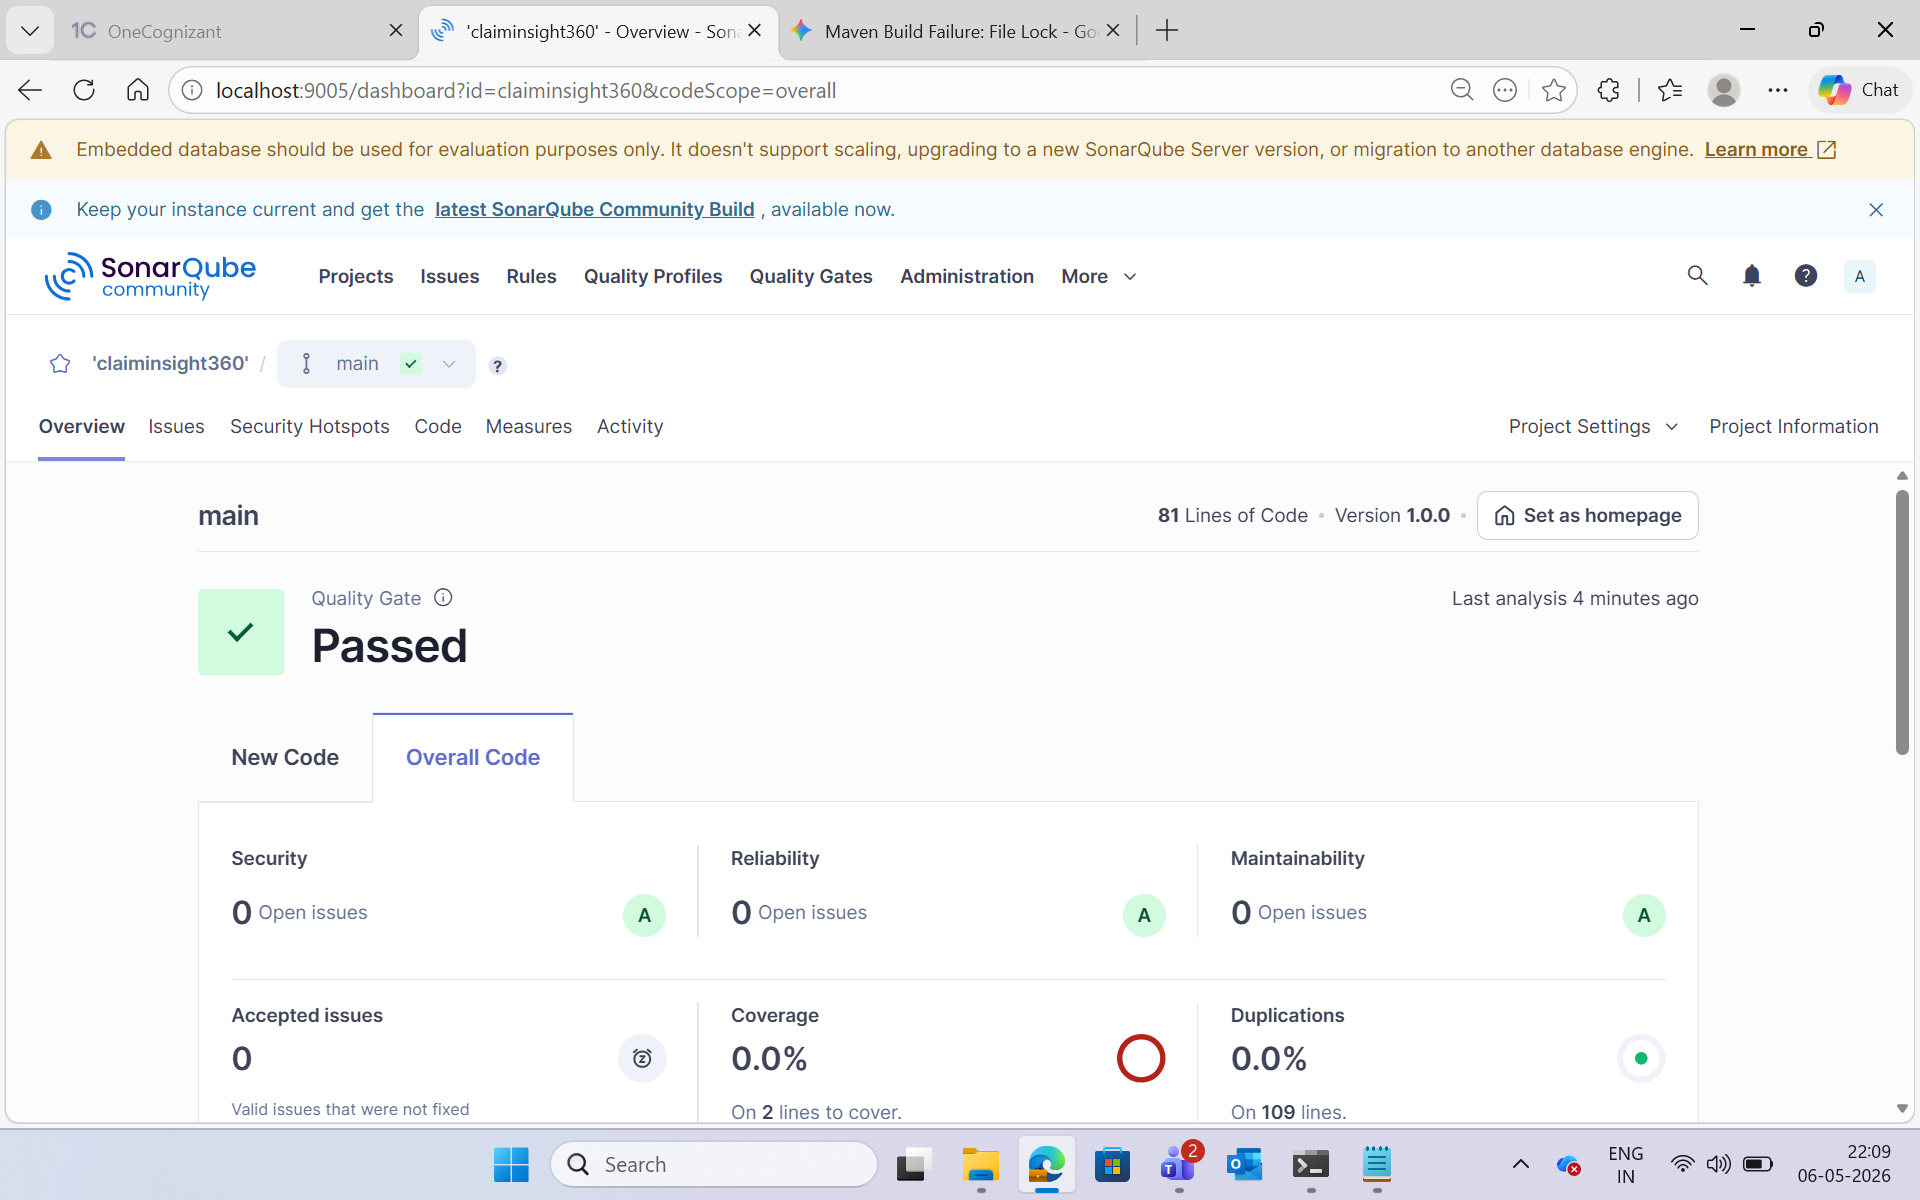 OneCognizant
'claiminsight360' - Overview - Sona
Maven Build Failure: File Lock - Goo
localhost:9005/dashboard?id=claiminsight360&codeScope=overall
Chat
Embedded database should be used for evaluation purposes only. It doesn't support scaling, upgrading to a new SonarQube Server version, or migration to another database engine. Learn more
Keep your instance current and get the latest SonarQube Community Build , available now.
SonarQube
community
Projects Issues Rules Quality Profiles Quality Gates Administration More
A
'claiminsight360' / main
Overview Issues Security Hotspots Code Measures Activity Project Settings Project Information
main
81 Lines of Code • Version 1.0.0 • Set as homepage
Quality Gate
Passed
Last analysis 4 minutes ago
New Code Overall Code
Security Reliability Maintainability
0 Open issues A 0 Open issues A 0 Open issues A
Accepted issues Coverage Duplications
0 0.0% 0.0%
Valid issues that were not fixed On 2 lines to cover. On 109 lines.
Search
2
ENG
IN
22:09
06-05-2026